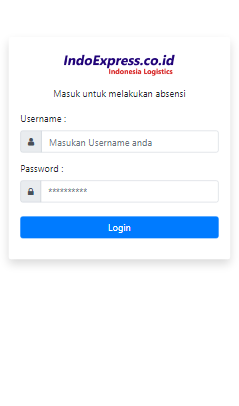 IndoExpress.co.id
Indonesia Logistics
Masuk untuk melakukan absensi
Username :
Masukan Username anda
Password :
**********
Login